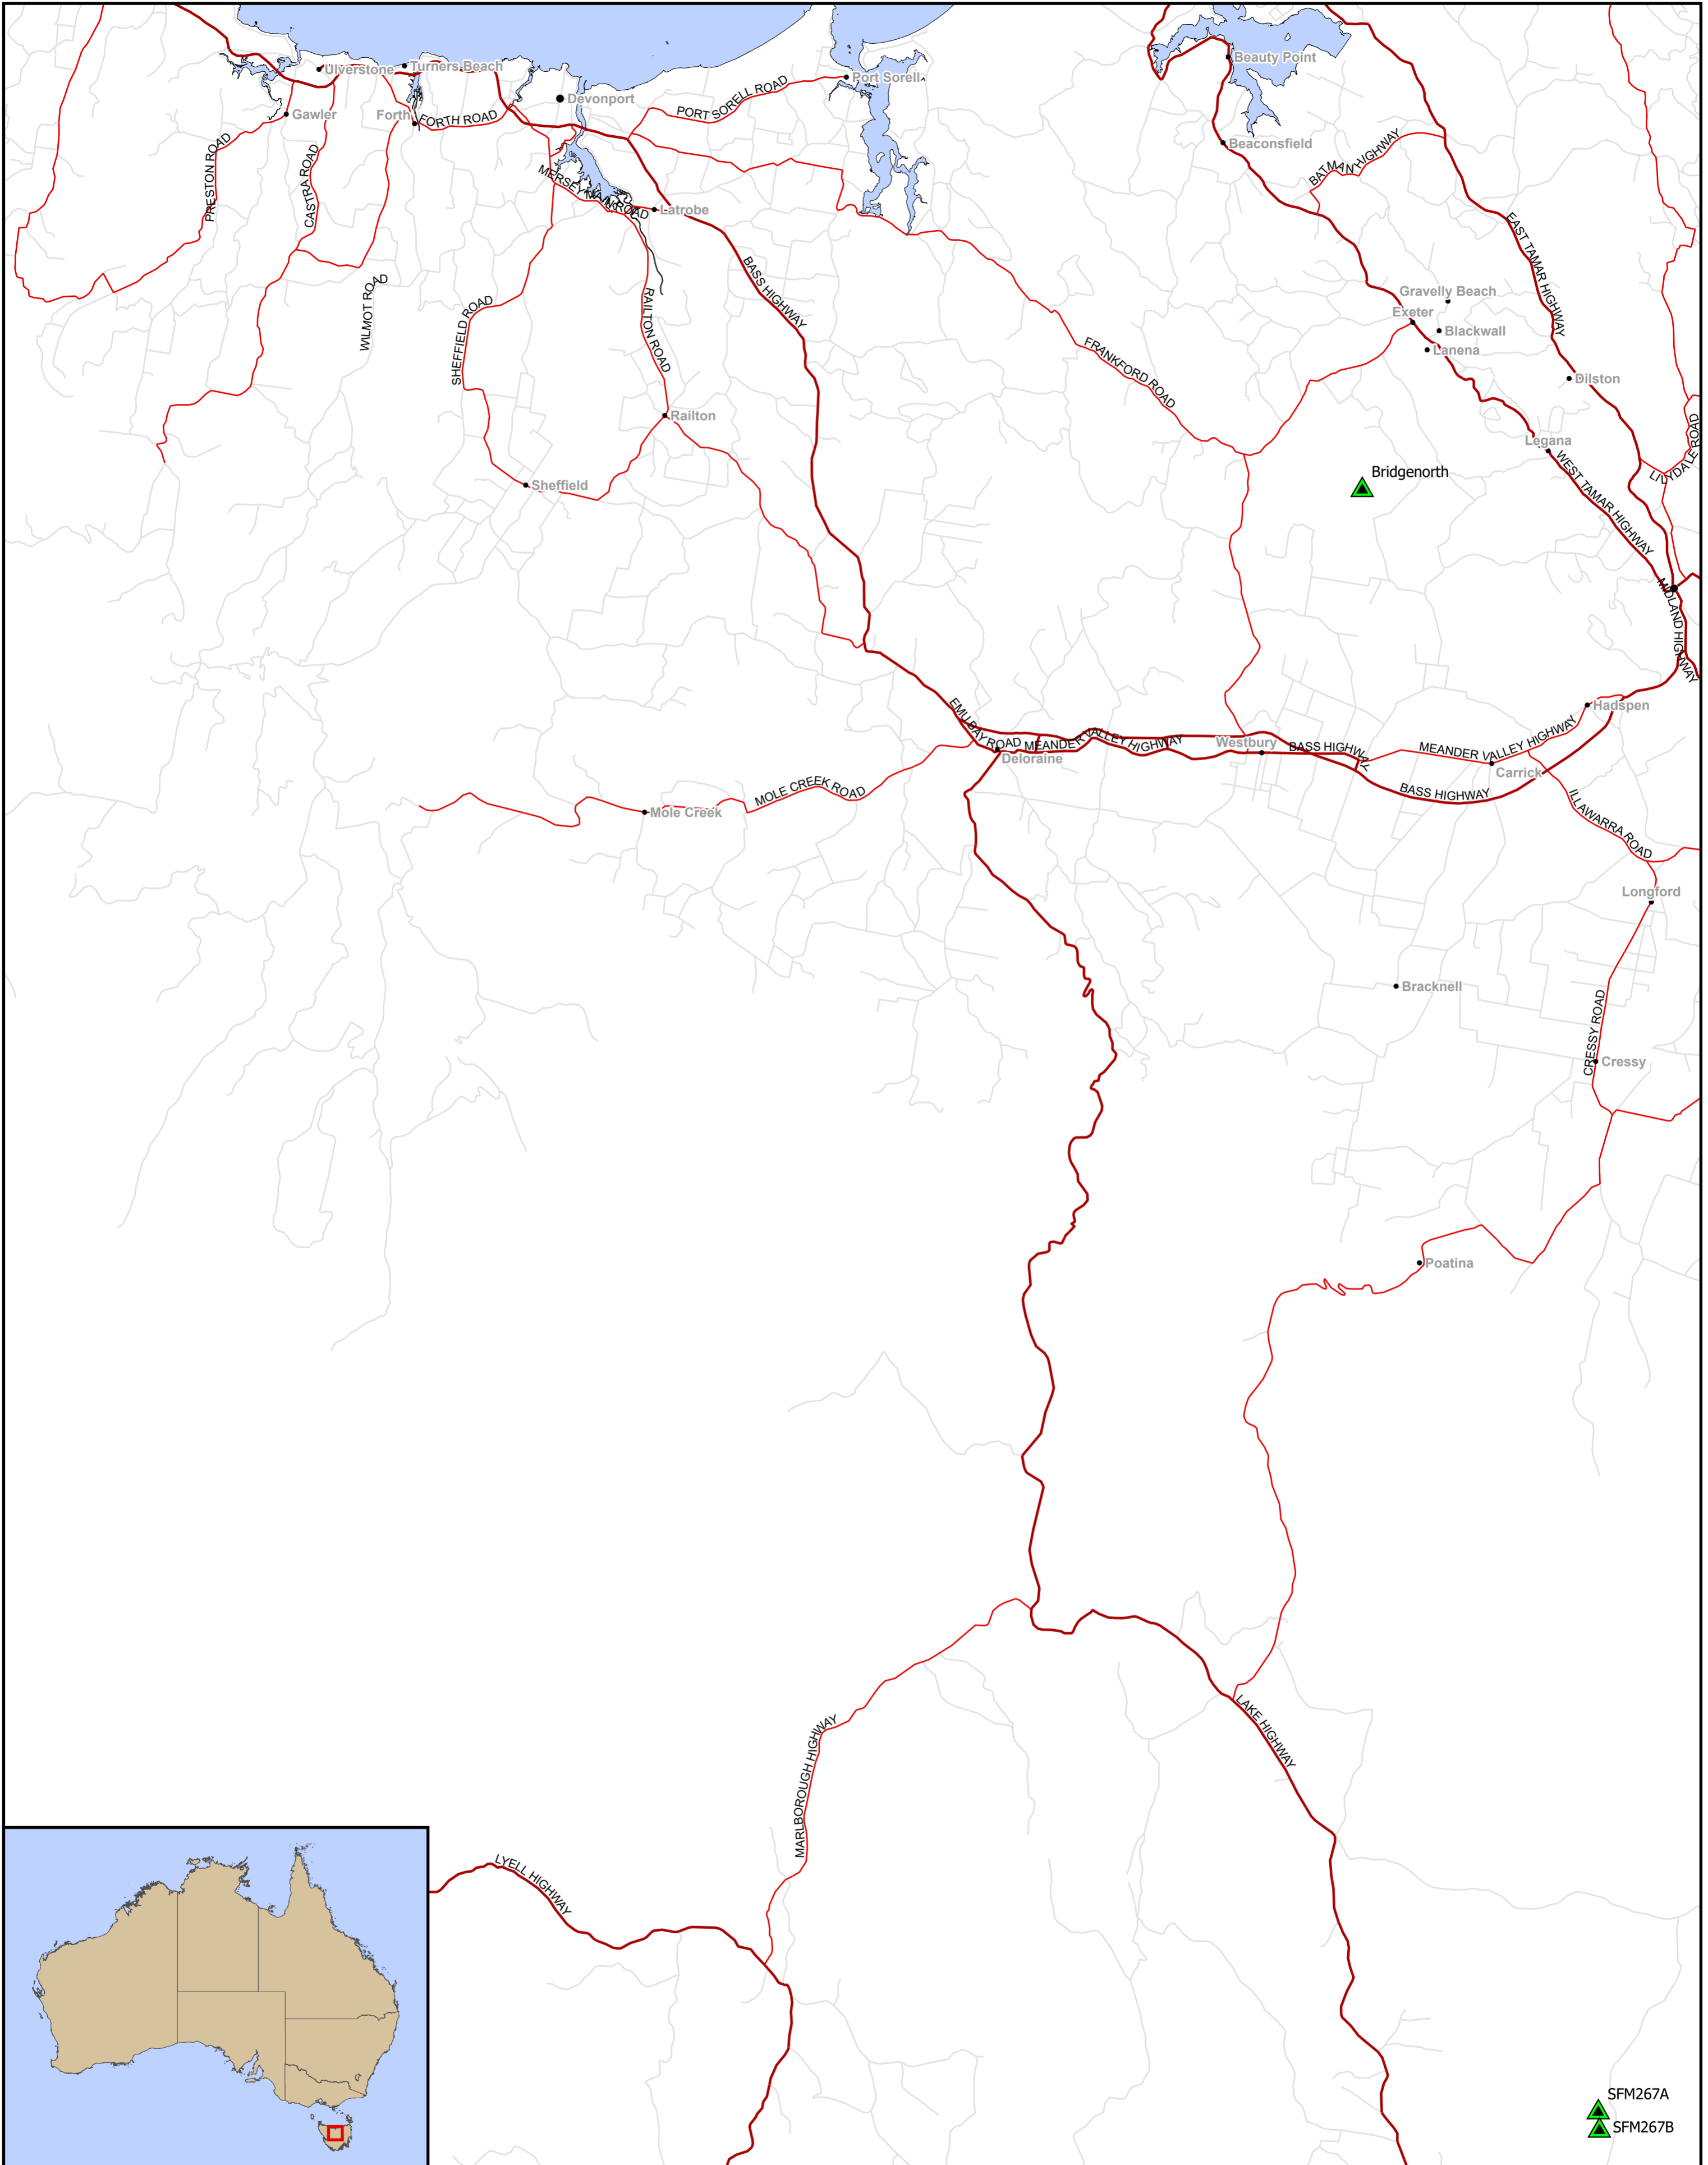 Beauty Point
Ulverstone
Turners Beach
Port Sorell
Devonport
PORT SORELL ROAD
Gawler
Forth
FORTH ROAD
Beaconsfield
BATMAN HIGHWAY
PRESTON ROAD
CASTRA ROAD
MERSEY MAIN ROAD
Latrobe
EAST TAMAR HIGHWAY
BASS HIGHWAY
WILMOT ROAD
SHEFFIELD ROAD
RAILTON ROAD
Gravelly Beach
Exeter
Blackwall
Lanena
FRANKFORD ROAD
Dilston
Railton
Legana
LILYDALE ROAD
Bridgenorth
WEST TAMAR HIGHWAY
Sheffield
MIDLAND HIGHWAY
Hadspen
EMU BAY ROAD
MEANDER VALLEY HIGHWAY
Westbury
BASS HIGHWAY
MEANDER VALLEY HIGHWAY
Deloraine
Carrick
MOLE CREEK ROAD
BASS HIGHWAY
Mole Creek
ILLAWARRA ROAD
Longford
Bracknell
CRESSY ROAD
Cressy
Poatina
LAKE HIGHWAY
MARLBOROUGH HIGHWAY
LYELL HIGHWAY
SFM267A
SFM267B